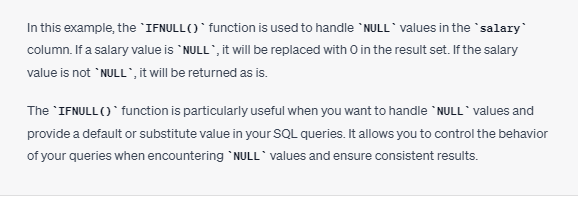 In this example, the `IFNULL()` function is used to handle `NULL` values in the `salary`
column. If a salary value is `NULL`, it will be replaced with 0 in the result set. If the salary
value is not `NULL`, it will be returned as is.
The `IFNULL()` function is particularly useful when you want to handle `NULL` values and
provide a default or substitute value in your SQL queries. It allows you to control the behavior
of your queries when encountering `NULL` values and ensure consistent results.